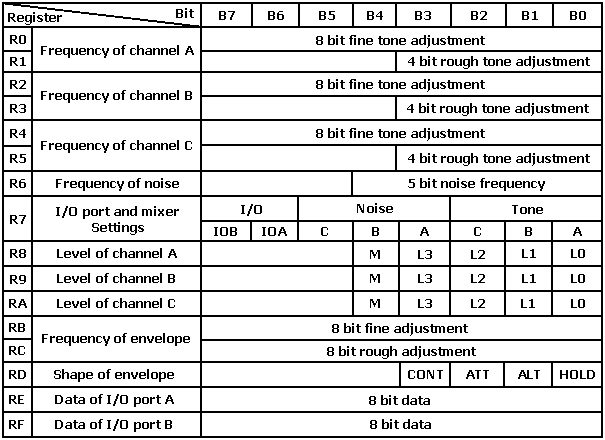 Register Bit B7 B6 B5 B4 B3 B2 B1 B0
R0 Frequency of channel A 8 bit fine tone adjustment
R1 4 bit rough tone adjustment
R2 Frequency of channel B 8 bit fine tone adjustment
R3 4 bit rough tone adjustment
R4 Frequency of channel C 8 bit fine tone adjustment
R5 4 bit rough tone adjustment
R6 Frequency of noise 5 bit noise frequency
R7 I/O port and mixer Settings I/O Noise Tone
IOB IOA C B A C B A
R8 Level of channel A M L3 L2 L1 L0
R9 Level of channel B M L3 L2 L1 L0
RA Level of channel C M L3 L2 L1 L0
RB Frequency of envelope 8 bit fine adjustment
RC 8 bit rough adjustment
RD Shape of envelope CONT ATT ALT HOLD
RE Data of I/O port A 8 bit data
RF Data of I/O port B 8 bit data